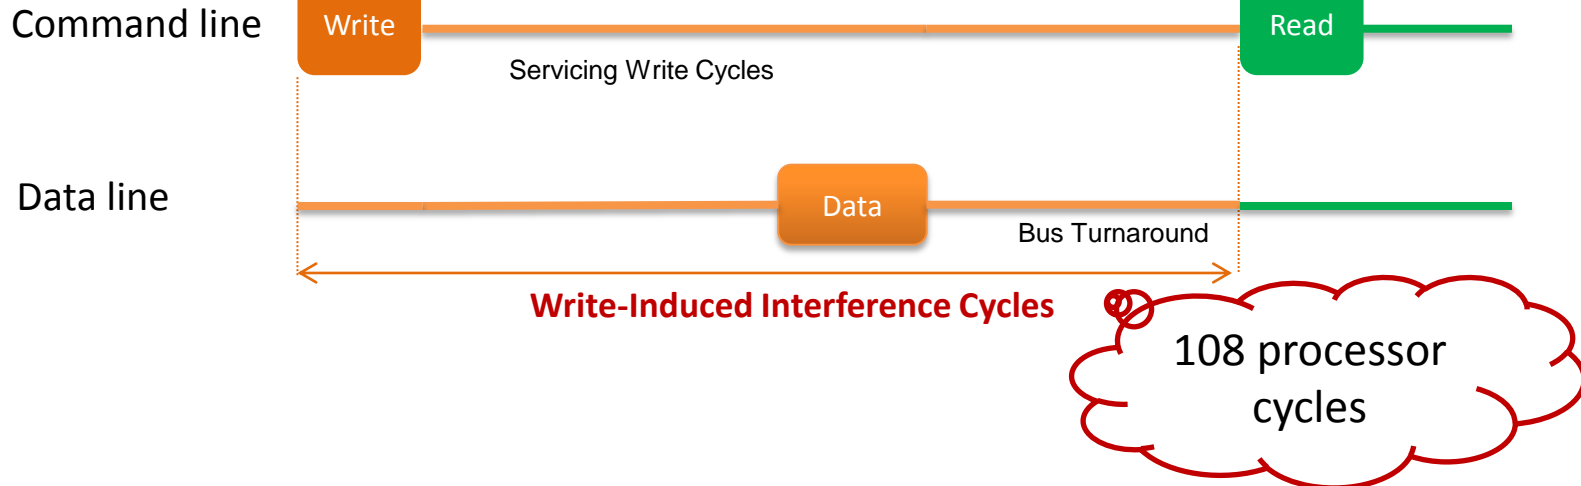 Command line
Write
Read
Servicing Write Cycles
Data line
Data
Bus Turnaround
Write-Induced Interference Cycles
108 processor
cycles